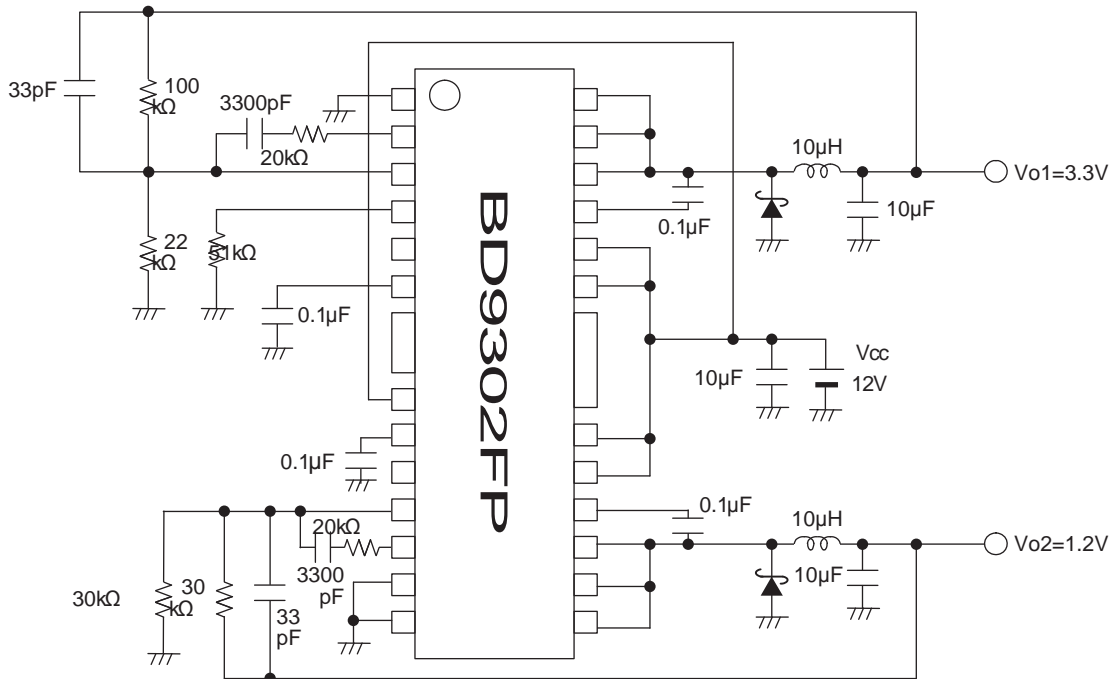 33pF
100
kΩ
3300pF
20kΩ
22
kΩ
51kΩ
0.1µF
0.1µF
20kΩ
3300
pF
30kΩ
30
kΩ
33
pF
BD9302FP
10µH
Vo1=3.3V
0.1µF
10µF
Vcc
12V
10µF
0.1µF
10µH
Vo2=1.2V
10µF